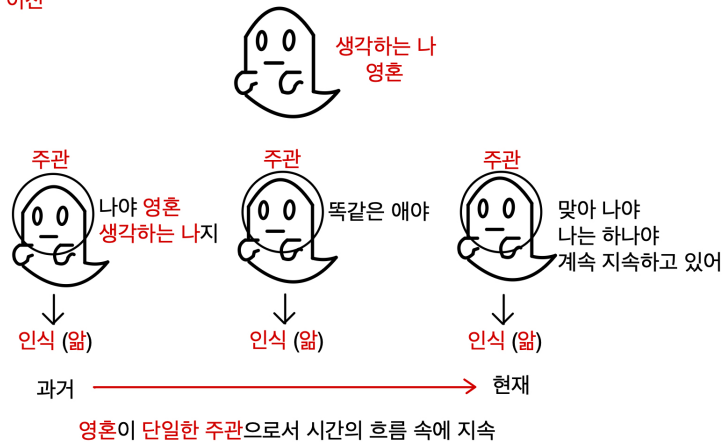 생각하는 나
영혼
주관
주관
주관
나야 영혼
생각하는 나지
똑같은 애야
맞아 나야
나는 하나야
계속 지속하고 있어
인식 (앎)
인식 (앎)
인식 (앎)
과거
현재
영혼이 단일한 주관으로서 시간의 흐름 속에 지속